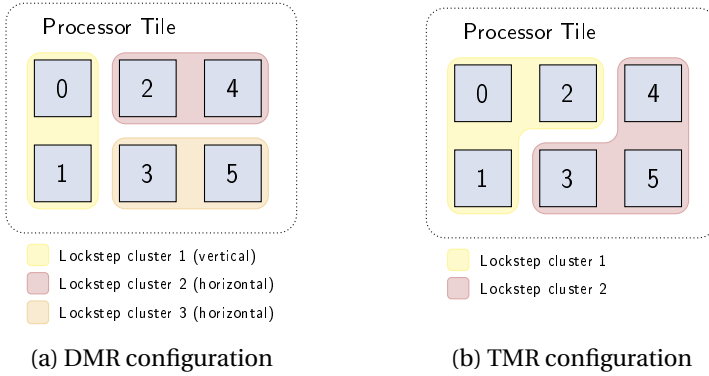 Processor Tile
0 2 4
1 3 5
Lockstep cluster 1 (vertical)
Lockstep cluster 2 (horizontal)
Lockstep cluster 3 (horizontal)
(a) DMR configuration
Processor Tile
0 2 4
1 3 5
Lockstep cluster 1
Lockstep cluster 2
(b) TMR configuration